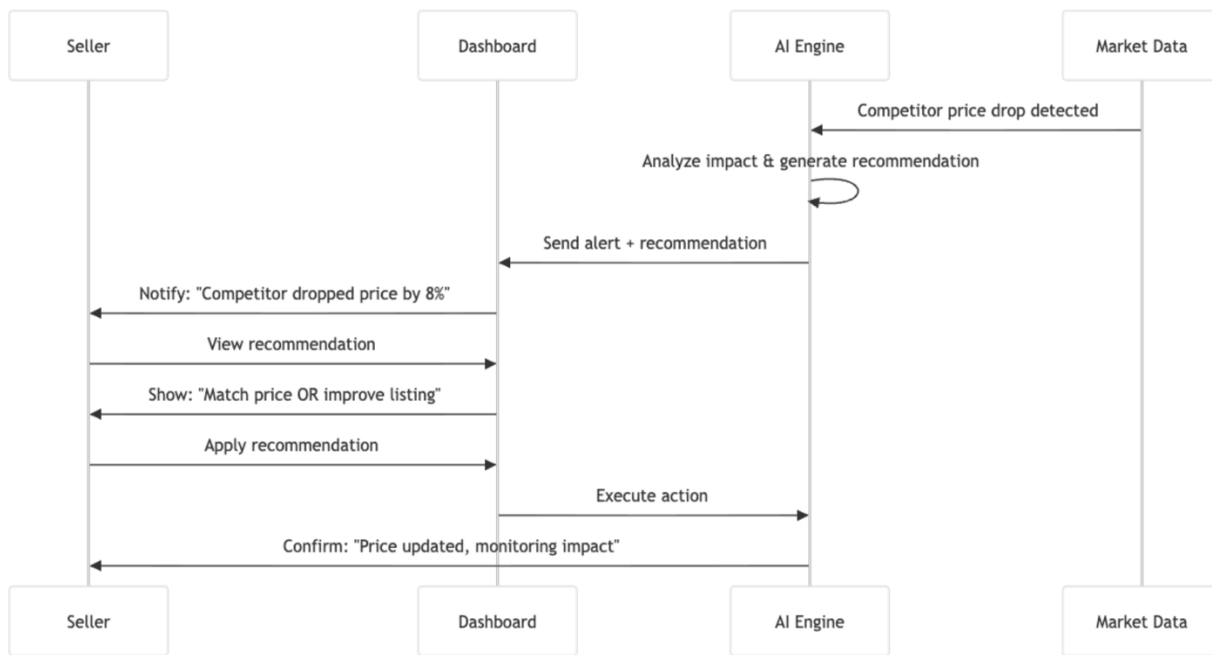 Seller
Dashboard
AI Engine
Market Data
Competitor price drop detected
Analyze impact & generate recommendation
Send alert + recommendation
Notify: "Competitor dropped price by 8%"
View recommendation
Show: "Match price OR improve listing"
Apply recommendation
Execute action
Confirm: "Price updated, monitoring impact"
Seller
Dashboard
AI Engine
Market Data